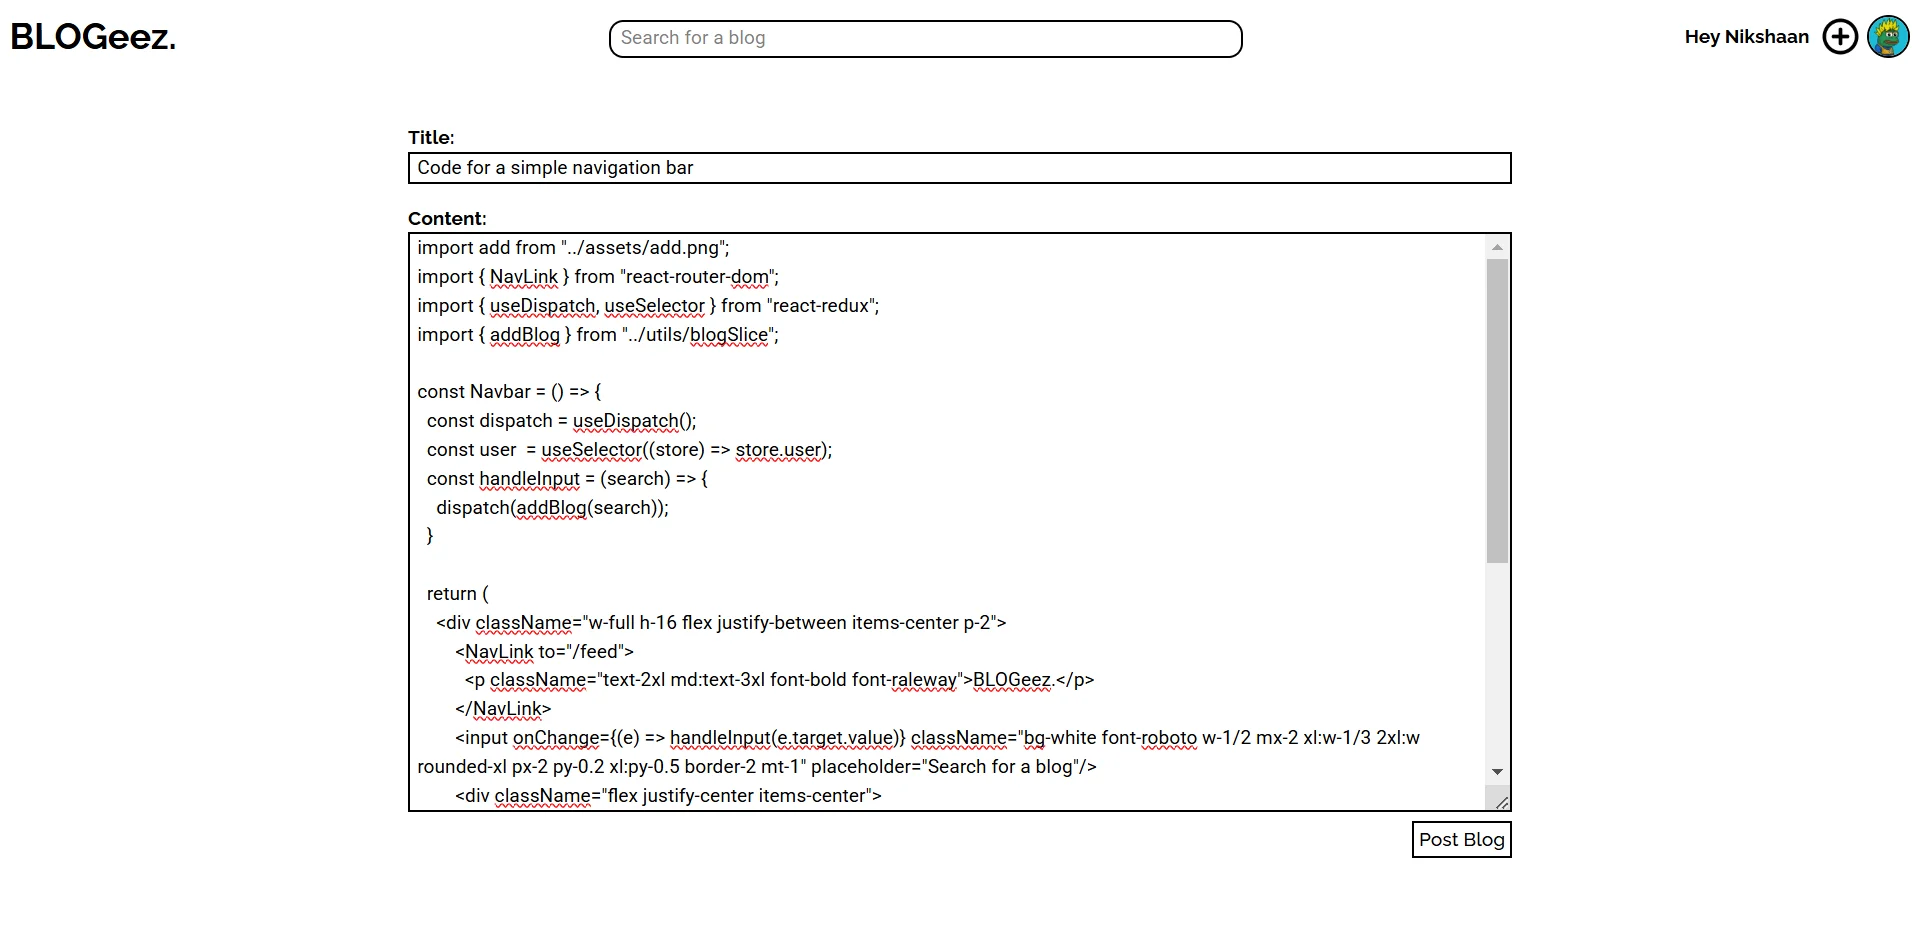 BLOGeez.
Search for a blog
Hey Nikshaan
Title:
Code for a simple navigation bar
Content:
import add from "../assets/add.png";
import { NavLink } from "react-router-dom";
import { useDispatch, useSelector } from "react-redux";
import { addBlog } from "../utils/blogSlice";
const Navbar = () => {
const dispatch = useDispatch();
const user  = useSelector((store) => store.user);
const handleInput = (search) => {
dispatch(addBlog(search));
}
return (
<div className="w-full h-16 flex justify-between items-center p-2">
<NavLink to="/feed">
<p className="text-2xl md:text-3xl font-bold font-raleway">BLOGeez.</p>
</NavLink>
<input onChange={(e) => handleInput(e.target.value)} className="bg-white font-roboto w-1/2 mx-2 xl:w-1/3 2xl:w
rounded-xl px-2 py-0.2 xl:py-0.5 border-2 mt-1" placeholder="Search for a blog"/>
<div className="flex justify-center items-center">
Post Blog